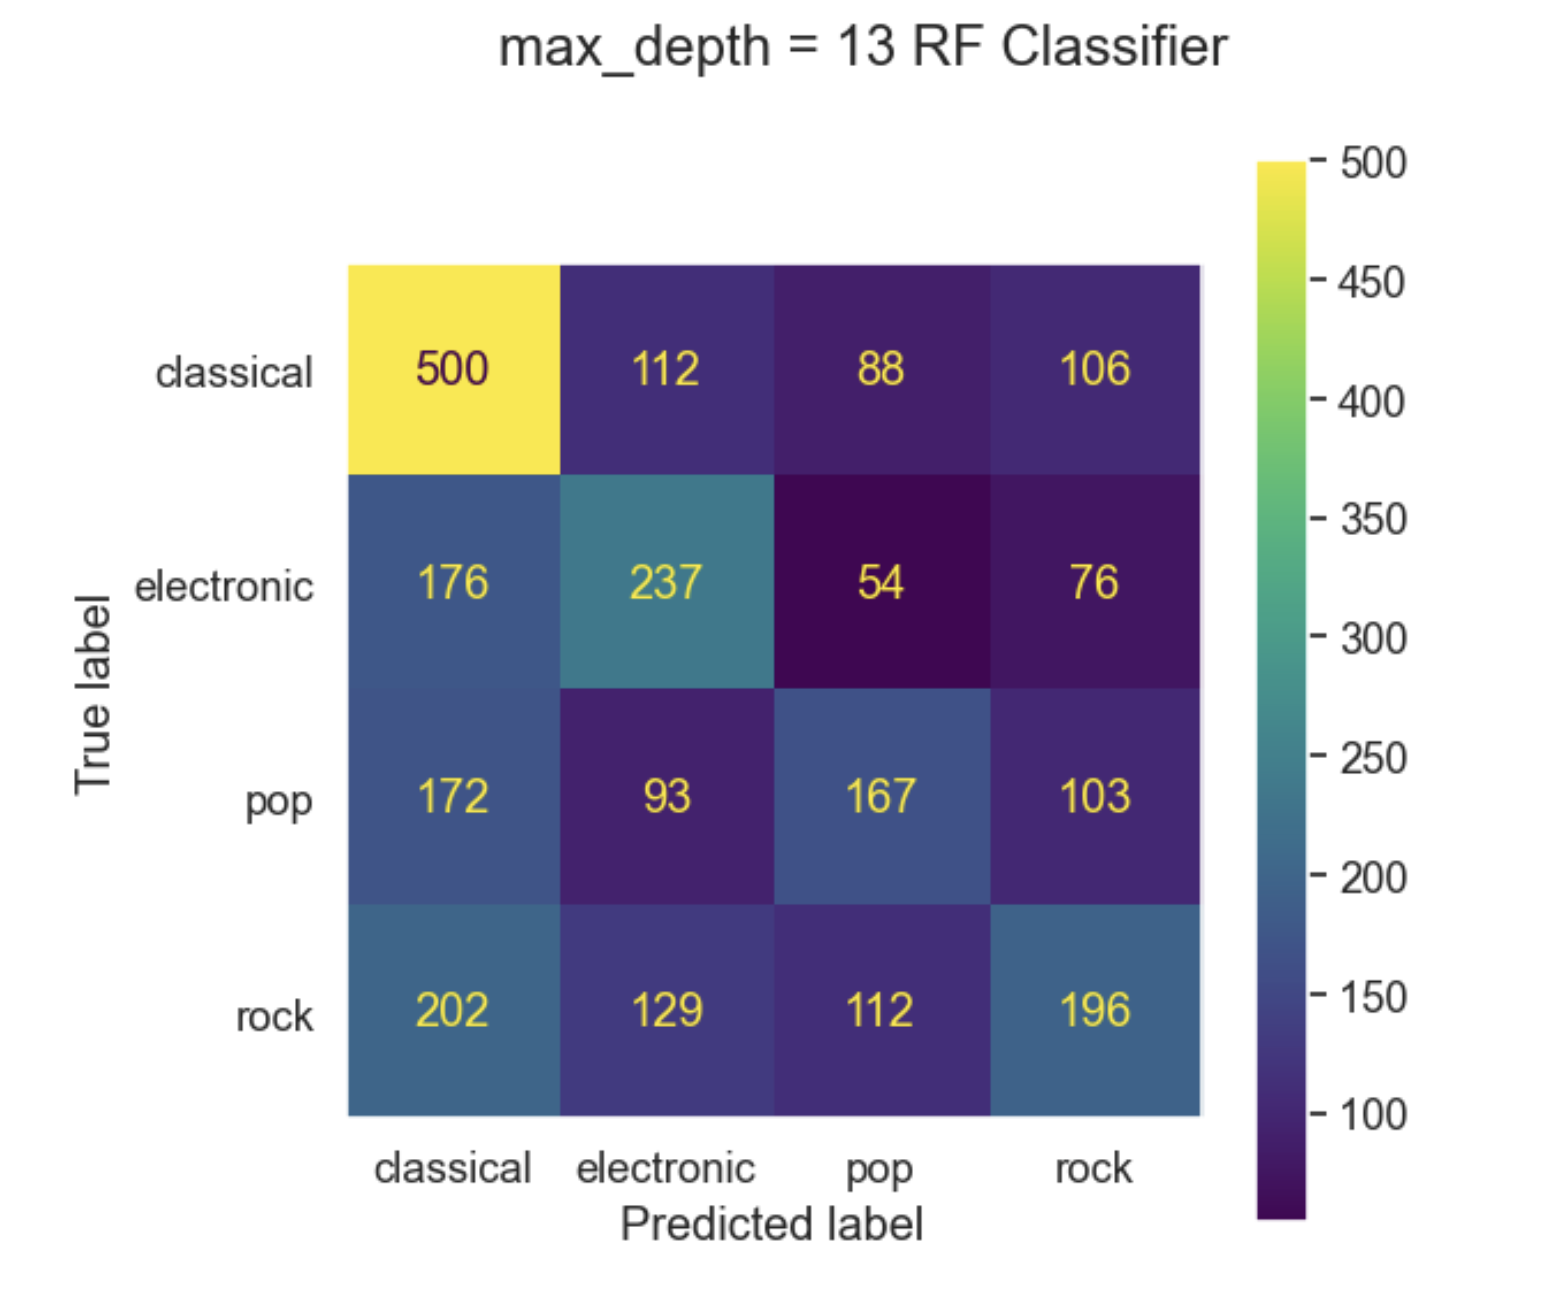 max_depth = 13 RF Classifier
500
450
400
350
300
250
200
150
100
True label
classical 500 112 88 106
electronic 176 237 54 76
pop 172 93 167 103
rock 202 129 112 196
classical electronic pop rock
Predicted label